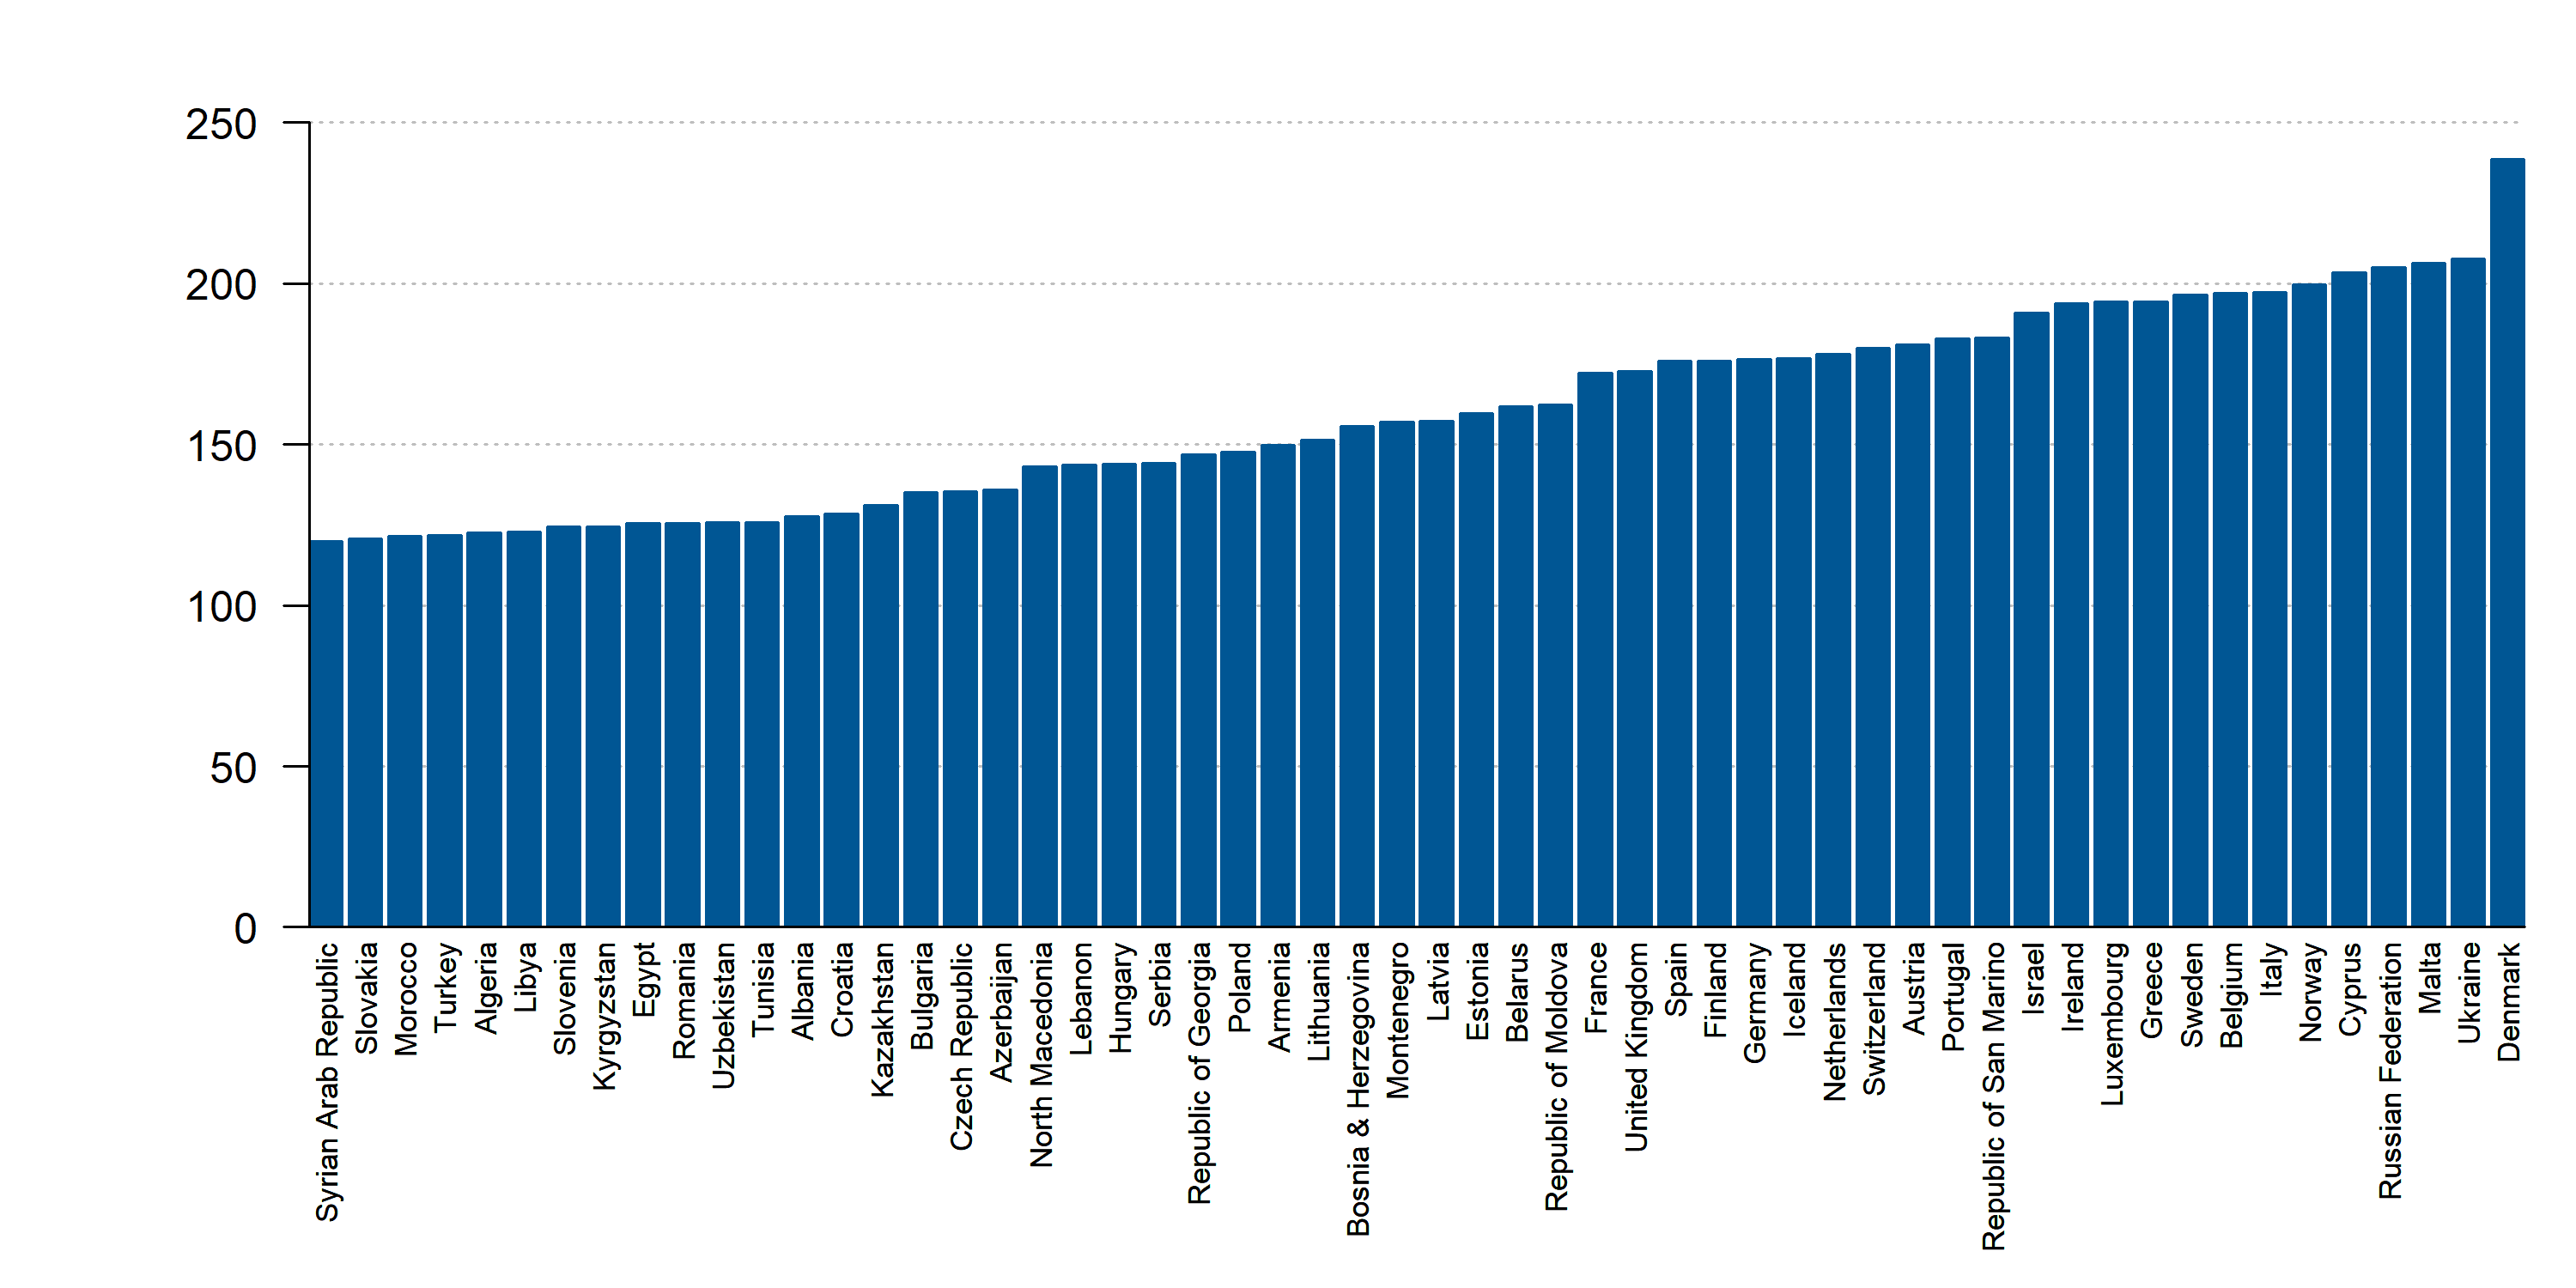 250
200
150
100
50
0
Syrian Arab Republic
Slovakia
Morocco
Turkey
Algeria
Libya
Slovenia
Kyrgyzstan
Egypt
Romania
Uzbekistan
Tunisia
Albania
Croatia
Kazakhstan
Bulgaria
Czech Republic
Azerbaijan
North Macedonia
Lebanon
Hungary
Serbia
Republic of Georgia
Poland
Armenia
Lithuania
Bosnia & Herzegovina
Montenegro
Latvia
Estonia
Belarus
Republic of Moldova
France
United Kingdom
Spain
Finland
Germany
Iceland
Netherlands
Switzerland
Austria
Portugal
Republic of San Marino
Israel
Ireland
Luxembourg
Greece
Sweden
Belgium
Italy
Norway
Cyprus
Russian Federation
Malta
Ukraine
Denmark